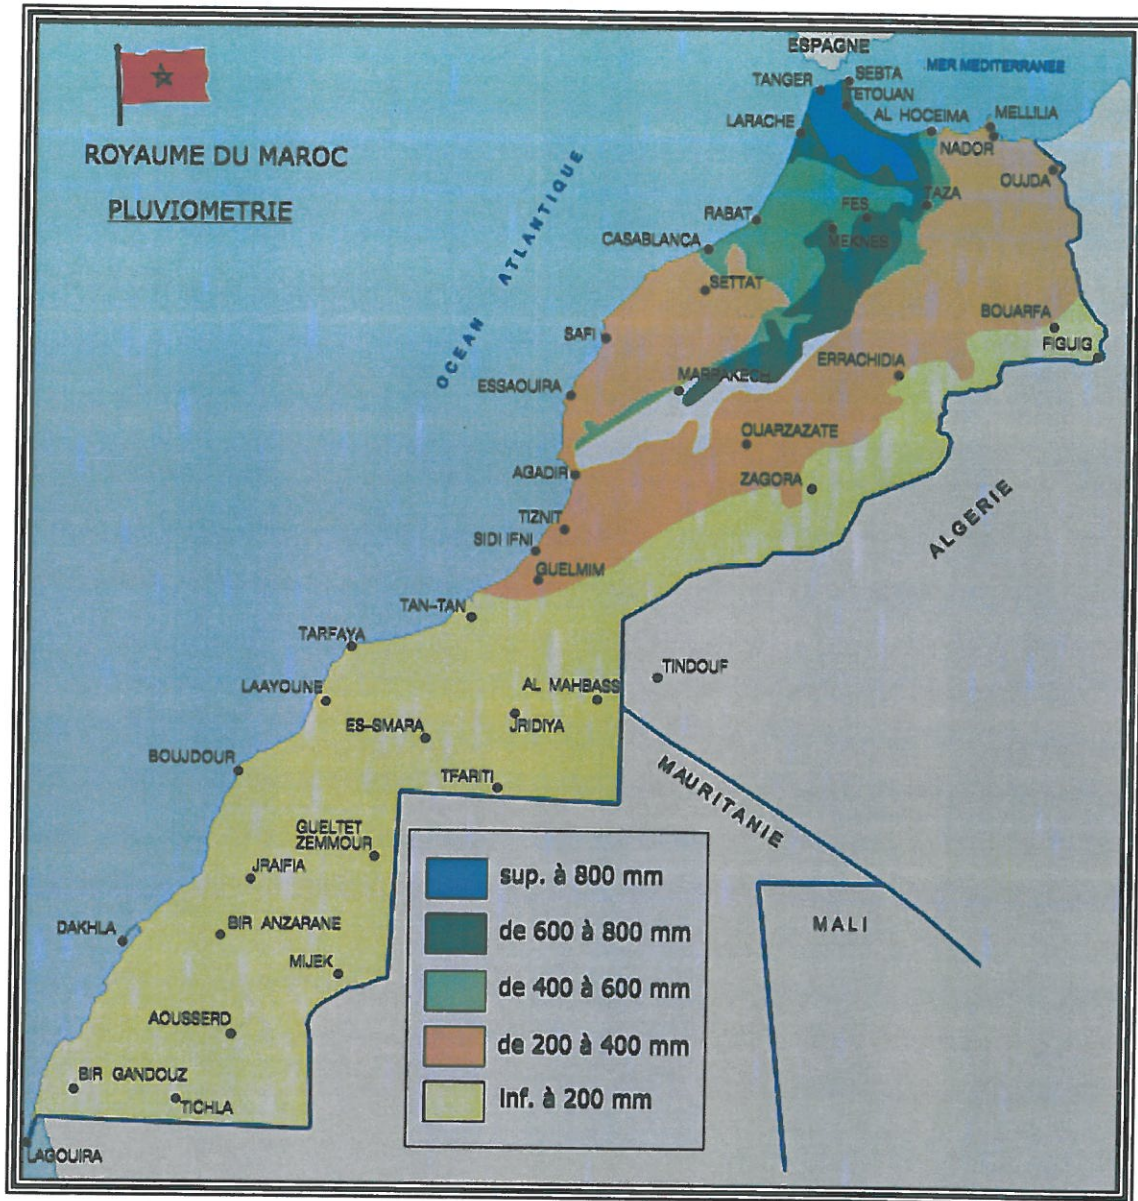 ESPAGNE
TANGER
SEBTA
MER MEDITERRANEE
TETOUAN
LARACHE
AL HOCEIMA
MELLILIA
NADOR
OUJDA
ROYAUME DU MAROC
PLUVIOMETRIE
OCEAN ATLANTIQUE
RABAT
FES
TAZA
CASABLANCA
MEKNES
SETTAT
SAFI
BOUARFA
FIGUIG
ESSAOUIRA
MARRAKECH
ERRACHIDIA
OUARZAZATE
AGADIR
ZAGORA
TIZNIT
SIDI IFNI
GUELMIM
ALGERIE
TAN-TAN
TARFAYA
TINDOUF
LAAYOUNE
AL MAHBASS
ES-SMARA
JRIDIYA
BOUJDOUR
TFARITI
MAURITANIE
GUELTET
ZEMMOUR
JRAIFIA
DAKHLA
BIR ANZARANE
MIJEK
MALI
AOUSSERD
BIR GANDOUZ
TICHLA
LAGOUIRA
sup. à 800 mm
de 600 à 800 mm
de 400 à 600 mm
de 200 à 400 mm
inf. à 200 mm